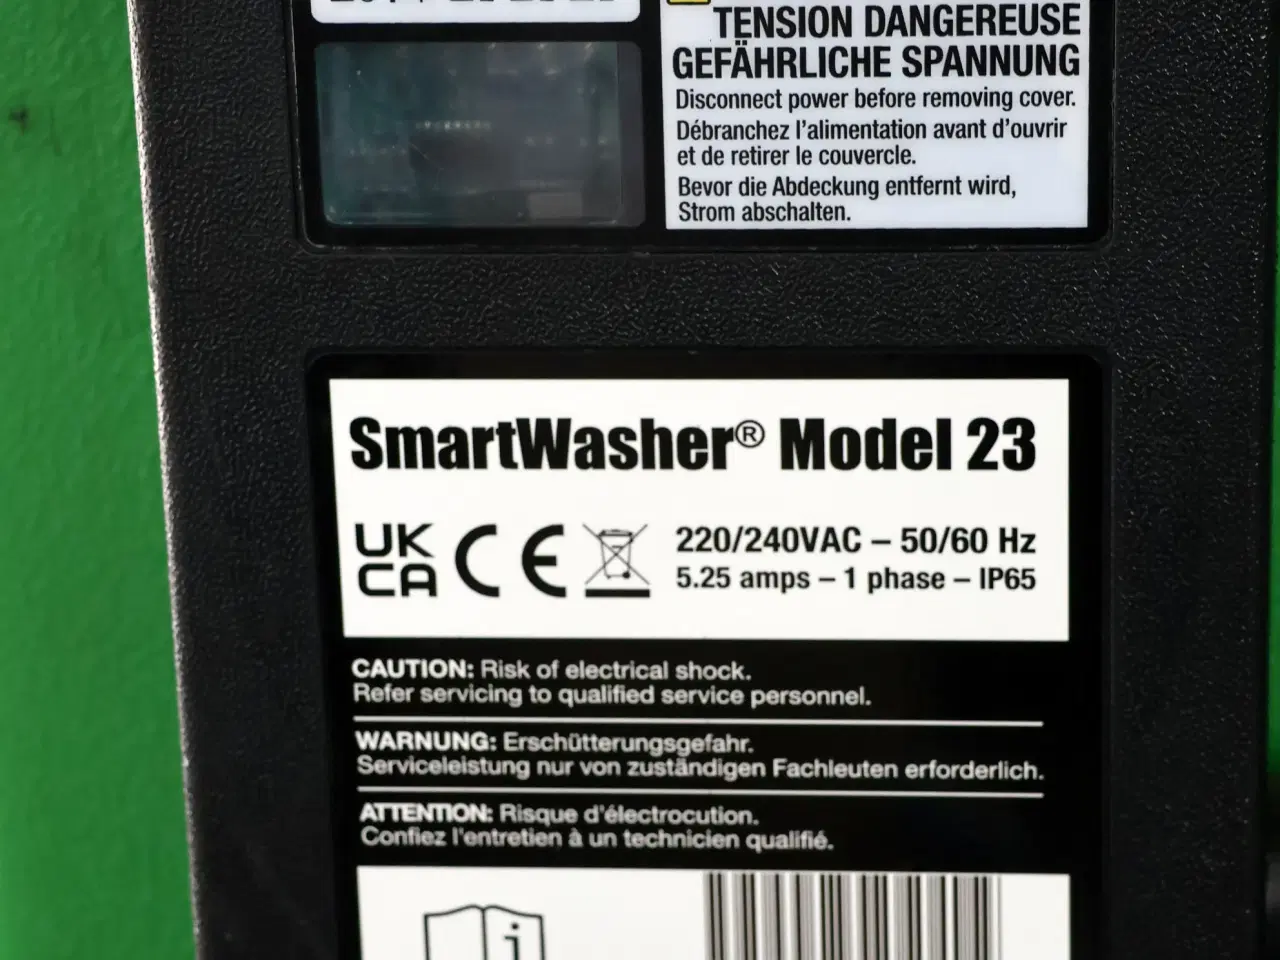 TENSION DANGEREUSE
GEFÄHRLICHE SPANNUNG
Disconnect power before removing cover.
Débranchez l'alimentation avant d'ouvrir
et de retirer le couvercle.
Bevor die Abdeckung entfernt wird,
Strom abschalten.
SmartWasher® Model 23
UK
CA CE
220/240VAC – 50/60 Hz
5.25 amps – 1 phase – IP65
CAUTION: Risk of electrical shock.
Refer servicing to qualified service personnel.
WARNUNG: Erschütterungsgefahr.
Serviceleistung nur von zuständigen Fachleuten erforderlich.
ATTENTION: Risque d'électrocution.
Confiez l'entretien à un technicien qualifié.
i